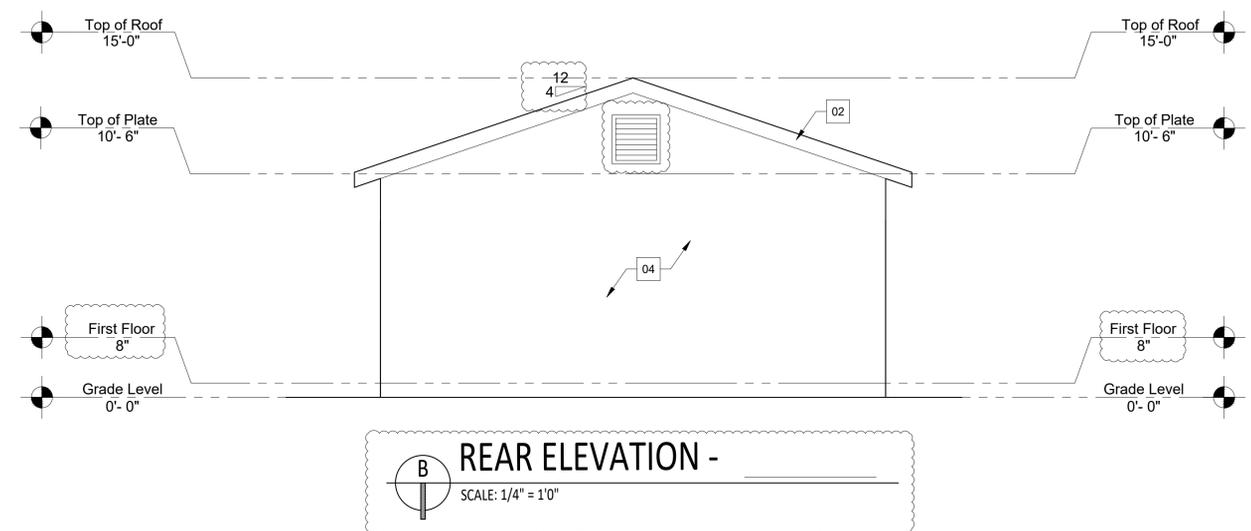 Top of Roof
15'-0"
Top of Roof
15'-0"
12
4
02
Top of Plate
10'- 6"
Top of Plate
10'- 6"
04
First Floor
8"
First Floor
8"
Grade Level
0'- 0"
Grade Level
0'- 0"
B
REAR ELEVATION -
SCALE: 1/4" = 1'0"